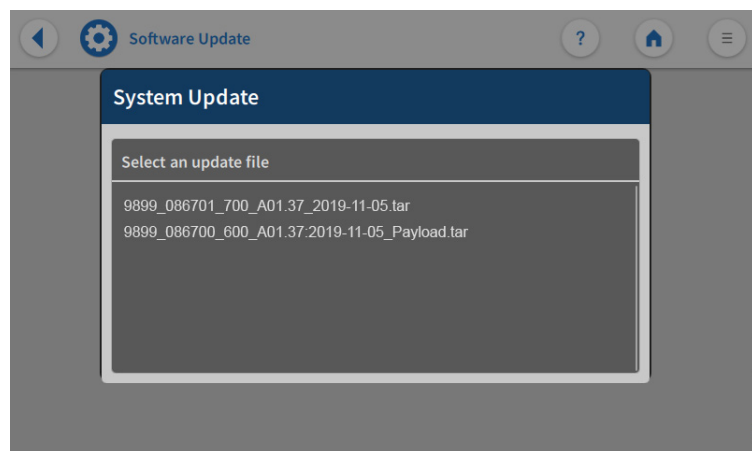 Software Update
?
System Update
Select an update file
9899_086701_700_A01.37_2019-11-05.tar
9899_086700_600_A01.37:2019-11-05_Payload.tar